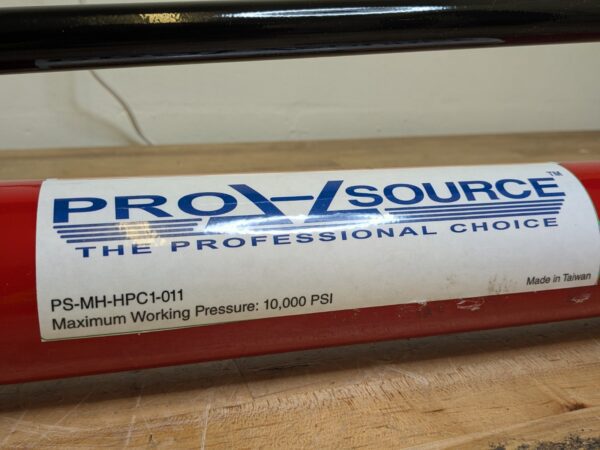 PRO SOURCE™
THE PROFESSIONAL CHOICE
PS-MH-HPC1-011
Maximum Working Pressure: 10,000 PSI
Made in Taiwan